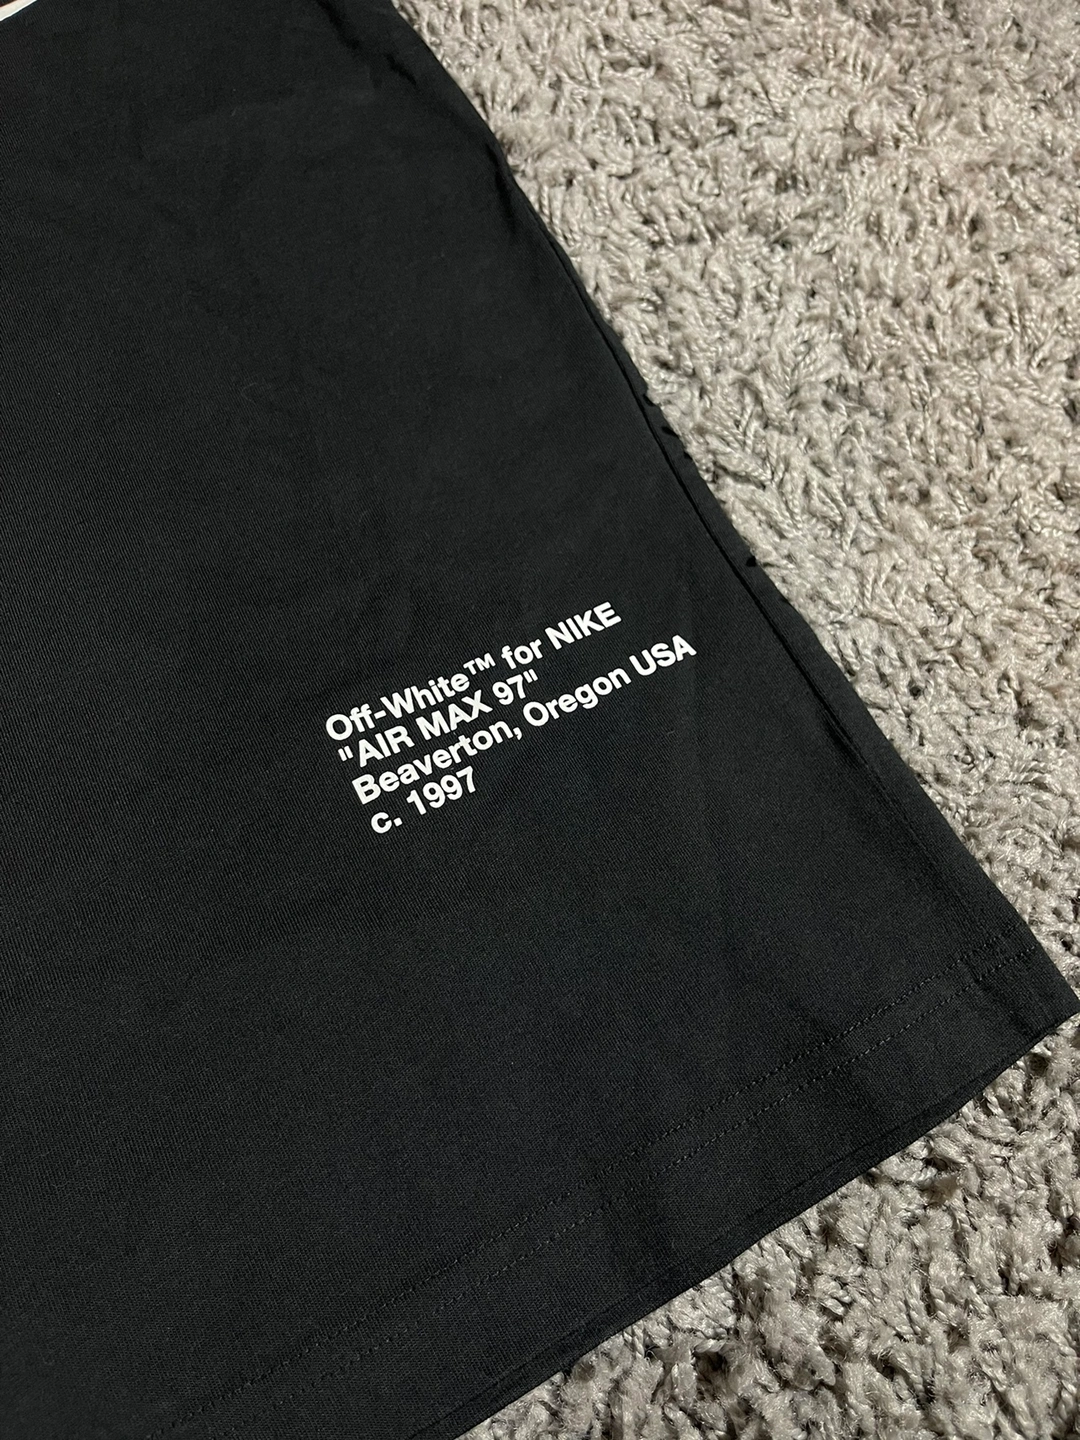 Off-White™ for NIKE
"AIR MAX 97"
Beaverton, Oregon USA
c. 1997